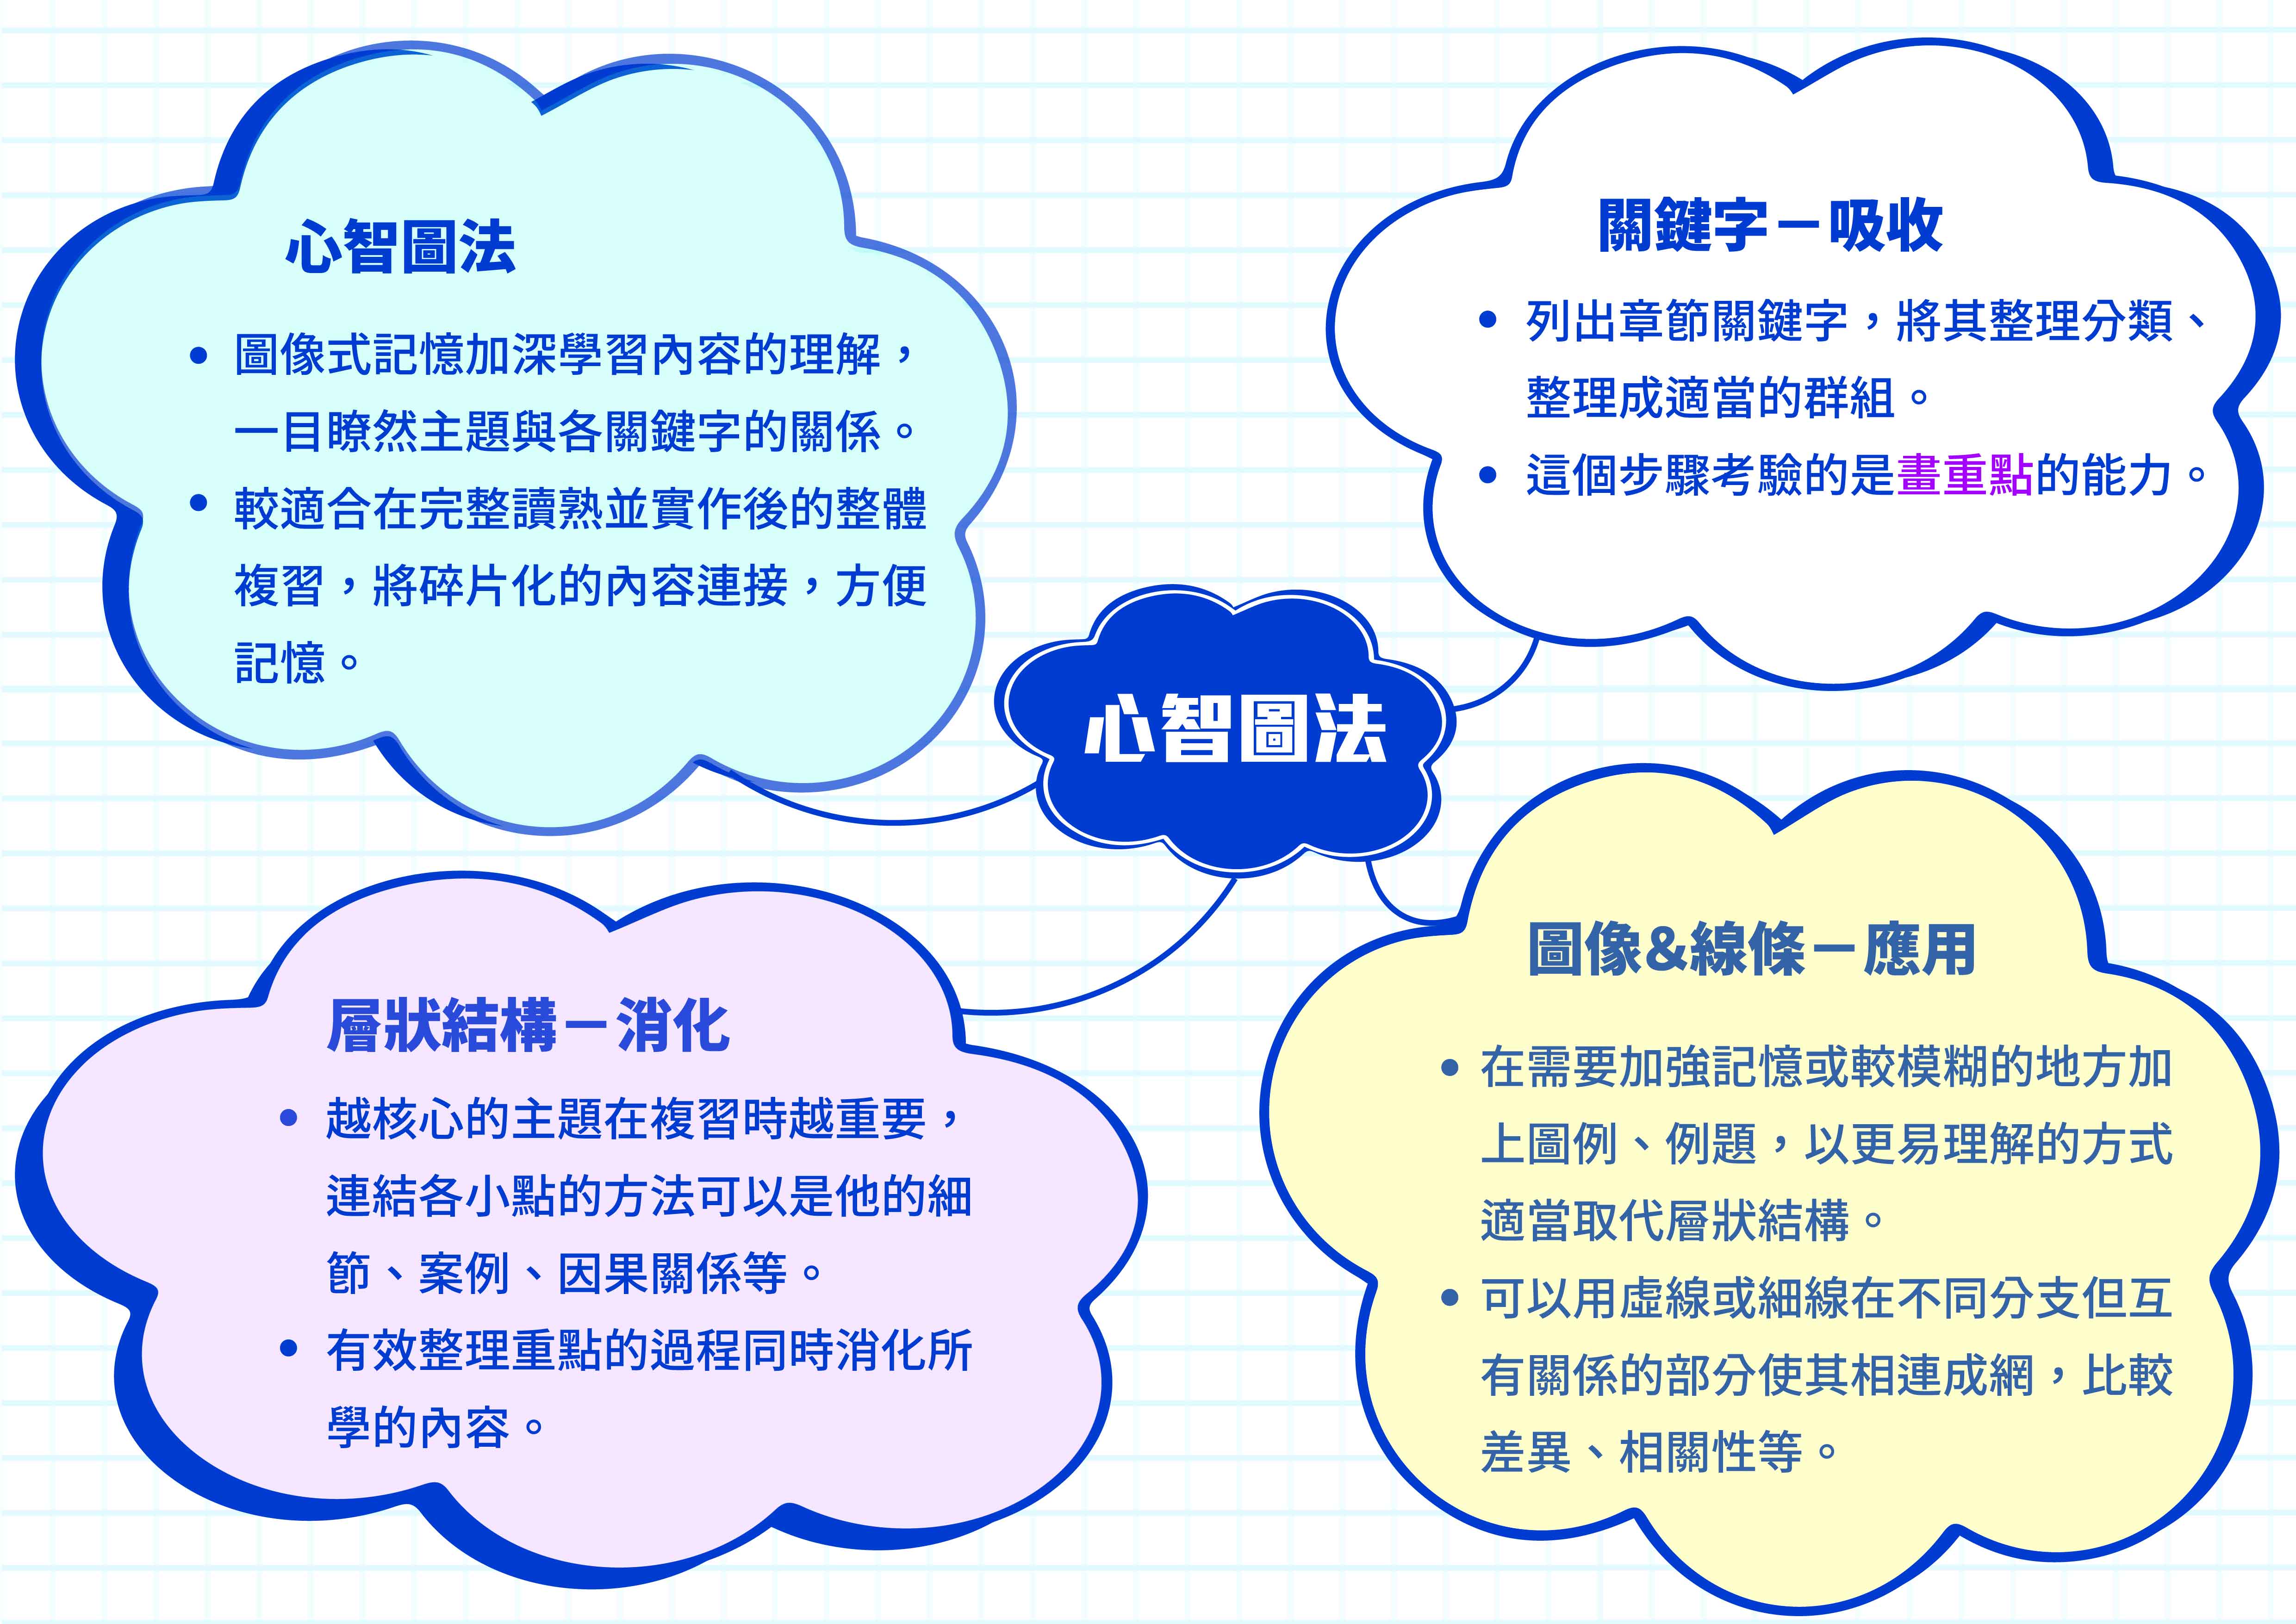 心智圖法
圖像式記憶加深學習內容的理解，
一目瞭然主題與各關鍵字的關係。
較適合在完整讀熟並實作後的整體
複習，將碎片化的內容連接，方便
記憶。
關鍵字－吸收
列出章節關鍵字，將其整理分類、
整理成適當的群組。
這個步驟考驗的是畫重點的能力。
心智圖法
層狀結構－消化
越核心的主題在複習時越重要，
連結各小點的方法可以是他的細
節、案例、因果關係等。
有效整理重點的過程同時消化所
學的內容。
圖像&線條－應用
在需要加強記憶或較模糊的地方加
上圖例、例題，以更易理解的方式
適當取代層狀結構。
可以用虛線或細線在不同分支但互
有關係的部分使其相連成網，比較
差異、相關性等。